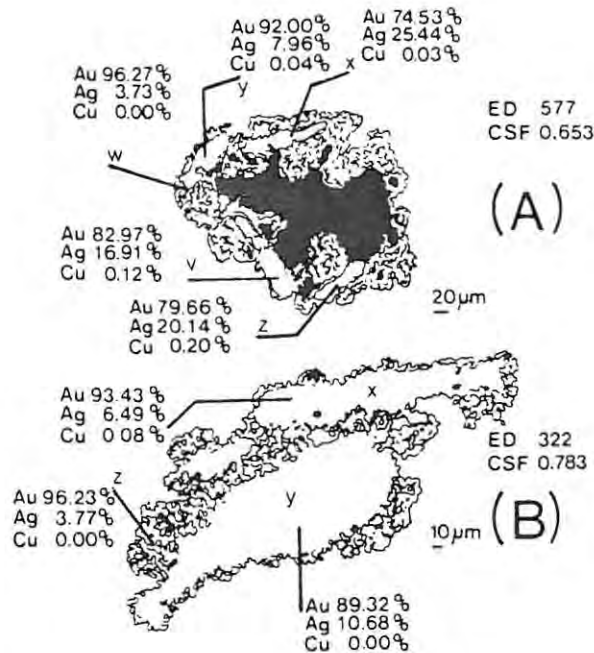 Au 92.00%
Ag 7.96%
Cu 0.04%
y
Au 74.53%
Ag 25.44%
Cu 0.03%
x
Au 96.27%
Ag 3.73%
Cu 0.00%
w
ED 577
CSF 0.653
(A)
Au 82.97%
Ag 16.91%
Cu 0.12%
v
Au 79.66%
Ag 20.14%
Cu 0.20%
z
20µm
Au 93.43%
Ag 6.49%
Cu 0.08%
x
ED 322
CSF 0.783
z
Au 96.23%
Ag 3.77%
Cu 0.00%
y
10µm
(B)
Au 89.32%
Ag 10.68%
Cu 0.00%